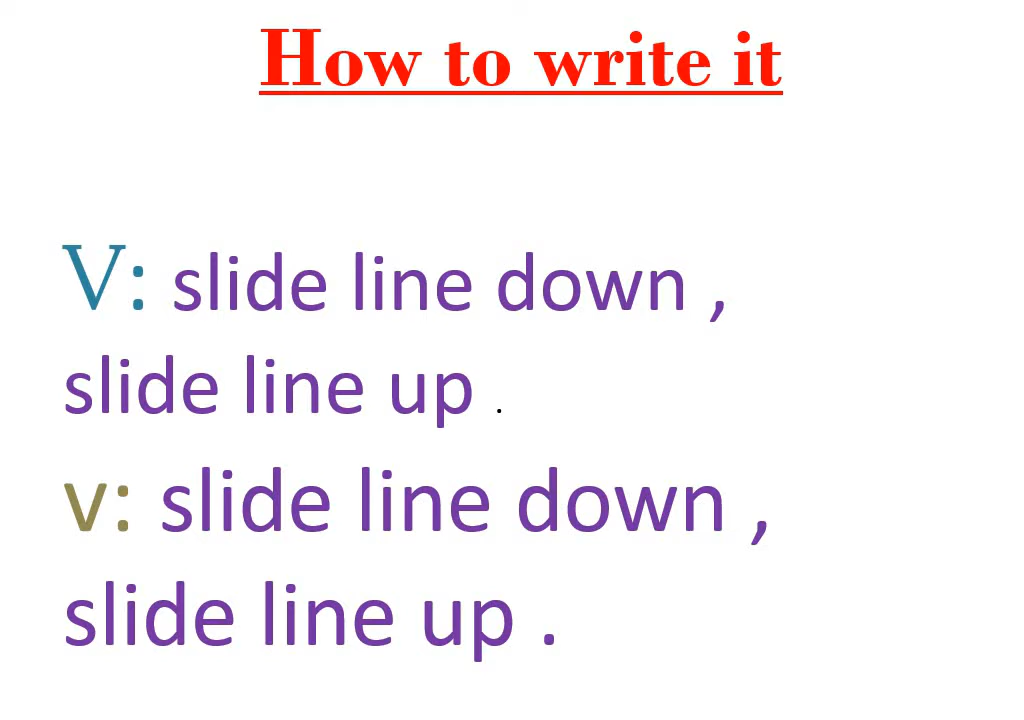 How to write it
V: slide line down ,
slide line up .
v: slide line down ,
slide line up .